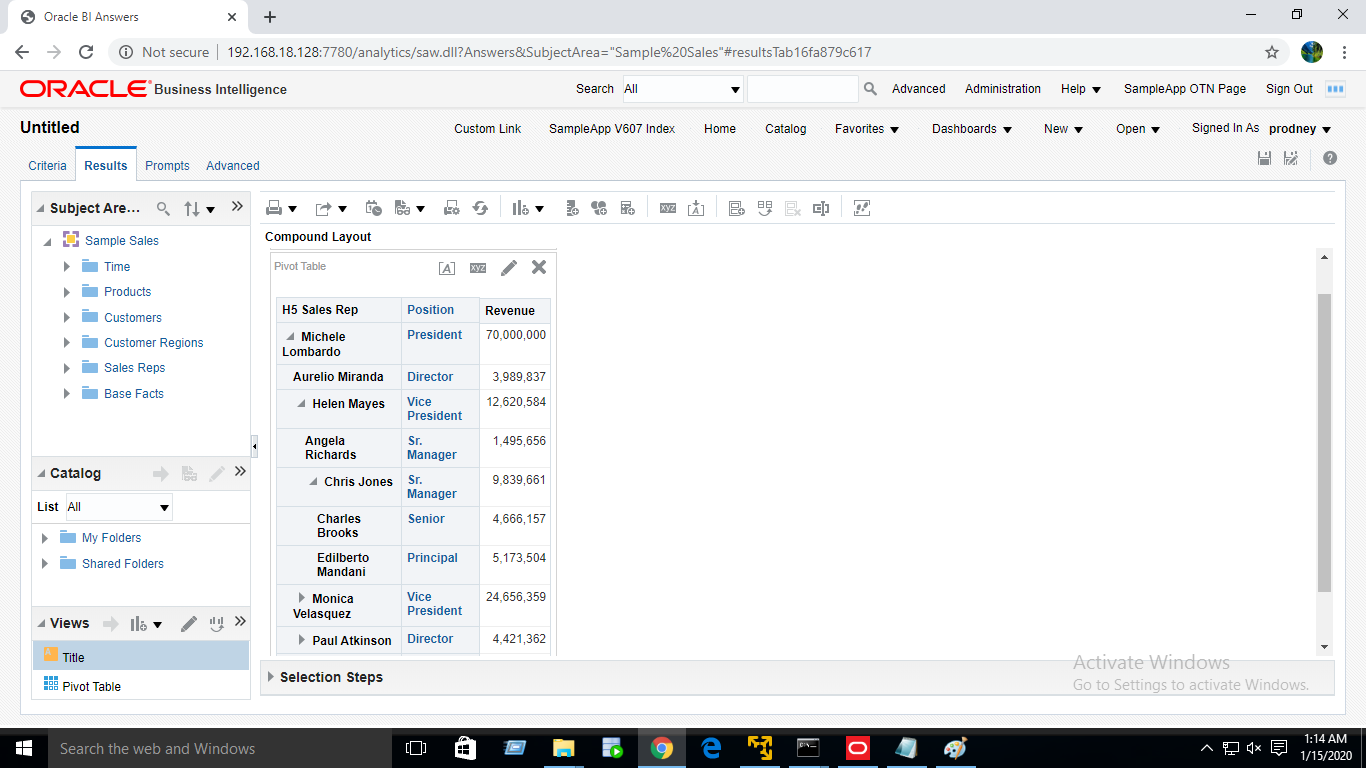 Oracle BI Answers
Not secure | 192.168.18.128:7780/analytics/saw.dll?Answers&SubjectArea="Sample%20Sales"#resultsTab16fa879c617
ORACLE Business Intelligence
Search All Advanced Administration Help SampleApp OTN Page Sign Out
Untitled
Custom Link SampleApp V607 Index Home Catalog Favorites Dashboards New Open Signed In As prodney
Criteria Results Prompts Advanced
Subject Are...
Sample Sales
Time
Products
Customers
Customer Regions
Sales Reps
Base Facts
Catalog
List All
My Folders
Shared Folders
Views
Title
Pivot Table
Compound Layout
Pivot Table
H5 Sales Rep Position Revenue
Michele President 70,000,000
Lombardo
Aurelio Miranda Director 3,989,837
Helen Mayes Vice 12,620,584
President
Angela Sr. 1,495,656
Richards Manager
Chris Jones Sr. 9,839,661
Manager
Charles Senior 4,666,157
Brooks
Edilberto Principal 5,173,504
Mandani
Monica Vice 24,656,359
Velasquez President
Paul Atkinson Director 4,421,362
Selection Steps
Activate Windows
Go to Settings to activate Windows.
Search the web and Windows
1:14 AM
1/15/2020